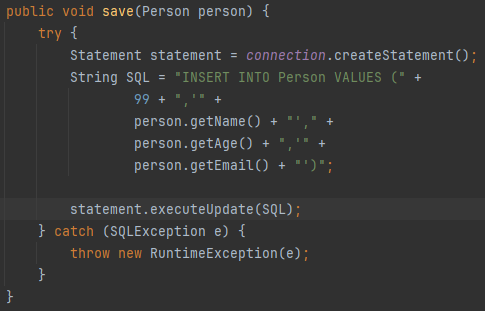 public void save(Person person) {
    try {
        Statement statement = connection.createStatement();
        String SQL = "INSERT INTO Person VALUES (" +
                99 + ",'" +
                person.getName() + "'," +
                person.getAge() + ",'" +
                person.getEmail() + "')";

        statement.executeUpdate(SQL);
    } catch (SQLException e) {
        throw new RuntimeException(e);
    }
}